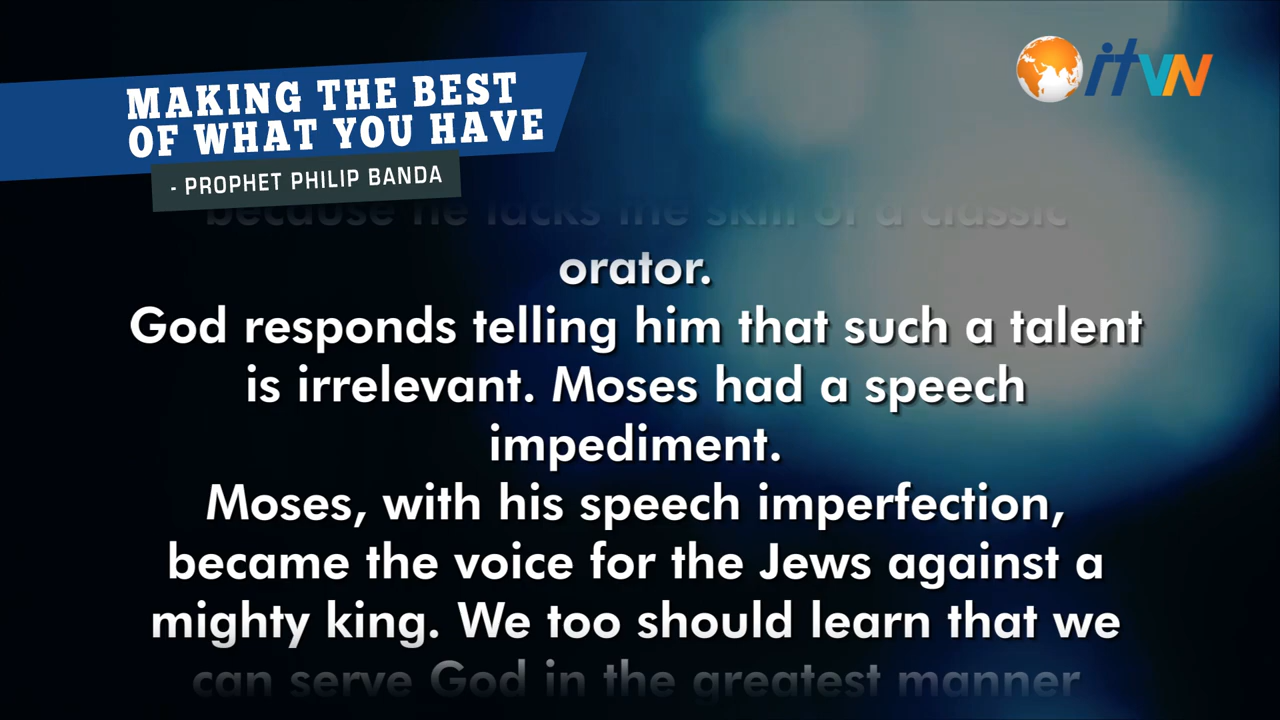 MAKING THE BEST
OF WHAT YOU HAVE
- PROPHET PHILIP BANDA
itvn
because he lacks the skill of a classic
orator.
God responds telling him that such a talent
is irrelevant. Moses had a speech
impediment.
Moses, with his speech imperfection,
became the voice for the Jews against a
mighty king. We too should learn that we
can serve God in the greatest manner